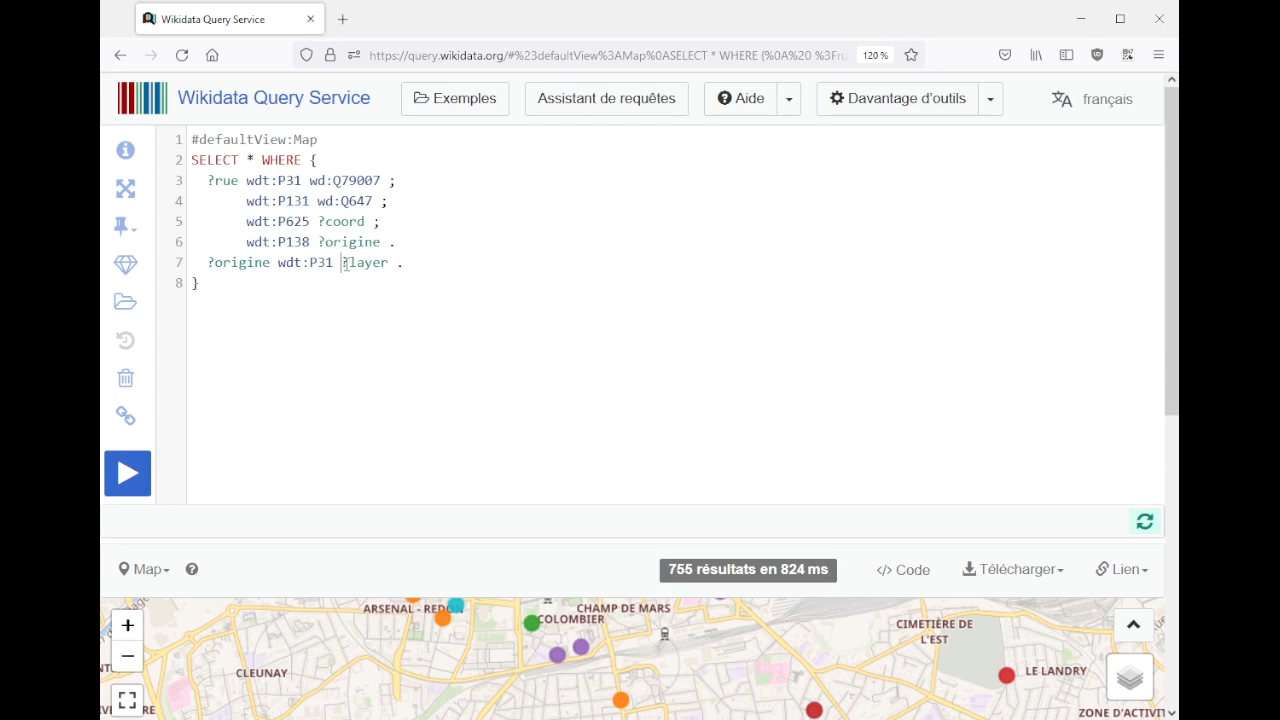 Wikidata Query Service
https://query.wikidata.org/#%23defaultView%3AMap%0ASELECT * WHERE {%0A%20 %3Fru
120 %
Wikidata Query Service
Exemples
Assistant de requêtes
Aide
Davantage d'outils
français
1 #defaultView:Map
2 SELECT * WHERE {
3 ?rue wdt:P31 wd:Q79007 ;
4 wdt:P131 wd:Q647 ;
5 wdt:P625 ?coord ;
6 wdt:P138 ?origine .
7 ?origine wdt:P31 ?layer .
8 }
Map
755 résultats en 824 ms
</> Code
Télécharger
Lien
ARSENAL - REDON
CHAMP DE MARS
COLOMBIER
CIMETIÈRE DE
L'EST
CLEUNAY
LE LANDRY
ZONE D'ACTIVIT
+
−